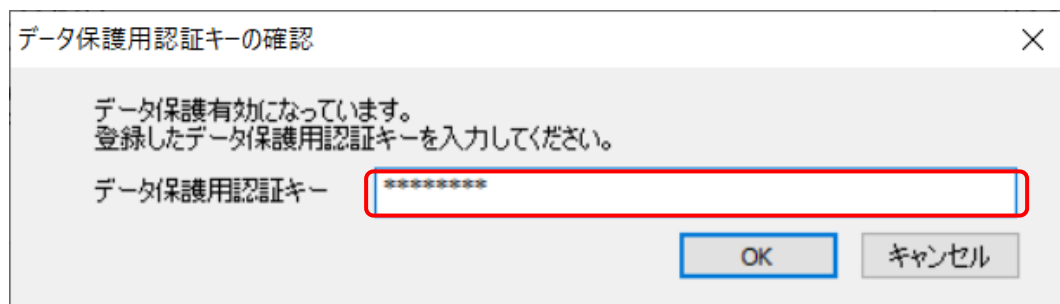 データ保護用認証キーの確認
データ保護有効になっています。
登録したデータ保護用認証キーを入力してください。
データ保護用認証キー ********
OK キャンセル